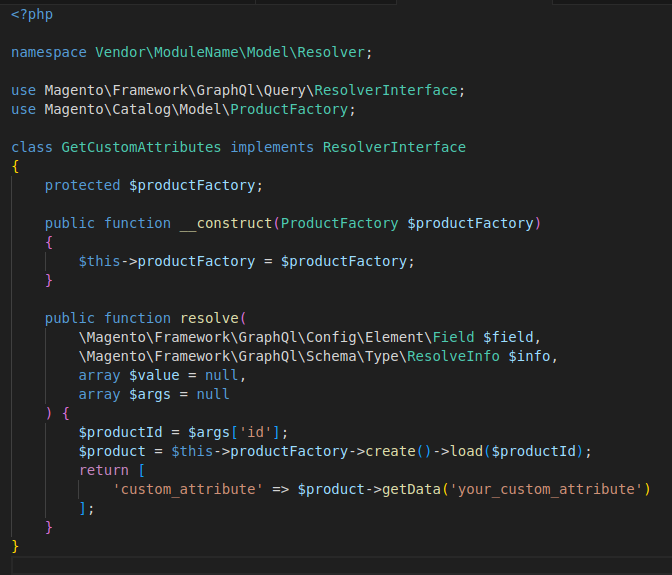 <?php
namespace Vendor\ModuleName\Model\Resolver;
use Magento\Framework\GraphQl\Query\ResolverInterface;
use Magento\Catalog\Model\ProductFactory;
class GetCustomAttributes implements ResolverInterface
{
    protected $productFactory;
    public function __construct(ProductFactory $productFactory)
    {
        $this->productFactory = $productFactory;
    }
    public function resolve(
        \Magento\Framework\GraphQl\Config\Element\Field $field,
        \Magento\Framework\GraphQl\Schema\Type\ResolveInfo $info,
        array $value = null,
        array $args = null
    ) {
        $productId = $args['id'];
        $product = $this->productFactory->create()->load($productId);
        return [
            'custom_attribute' => $product->getData('your_custom_attribute')
        ];
    }
}